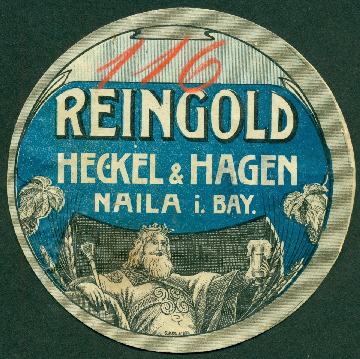 116
REINGOLD
HECKEL & HAGEN
NAILA i. BAY.